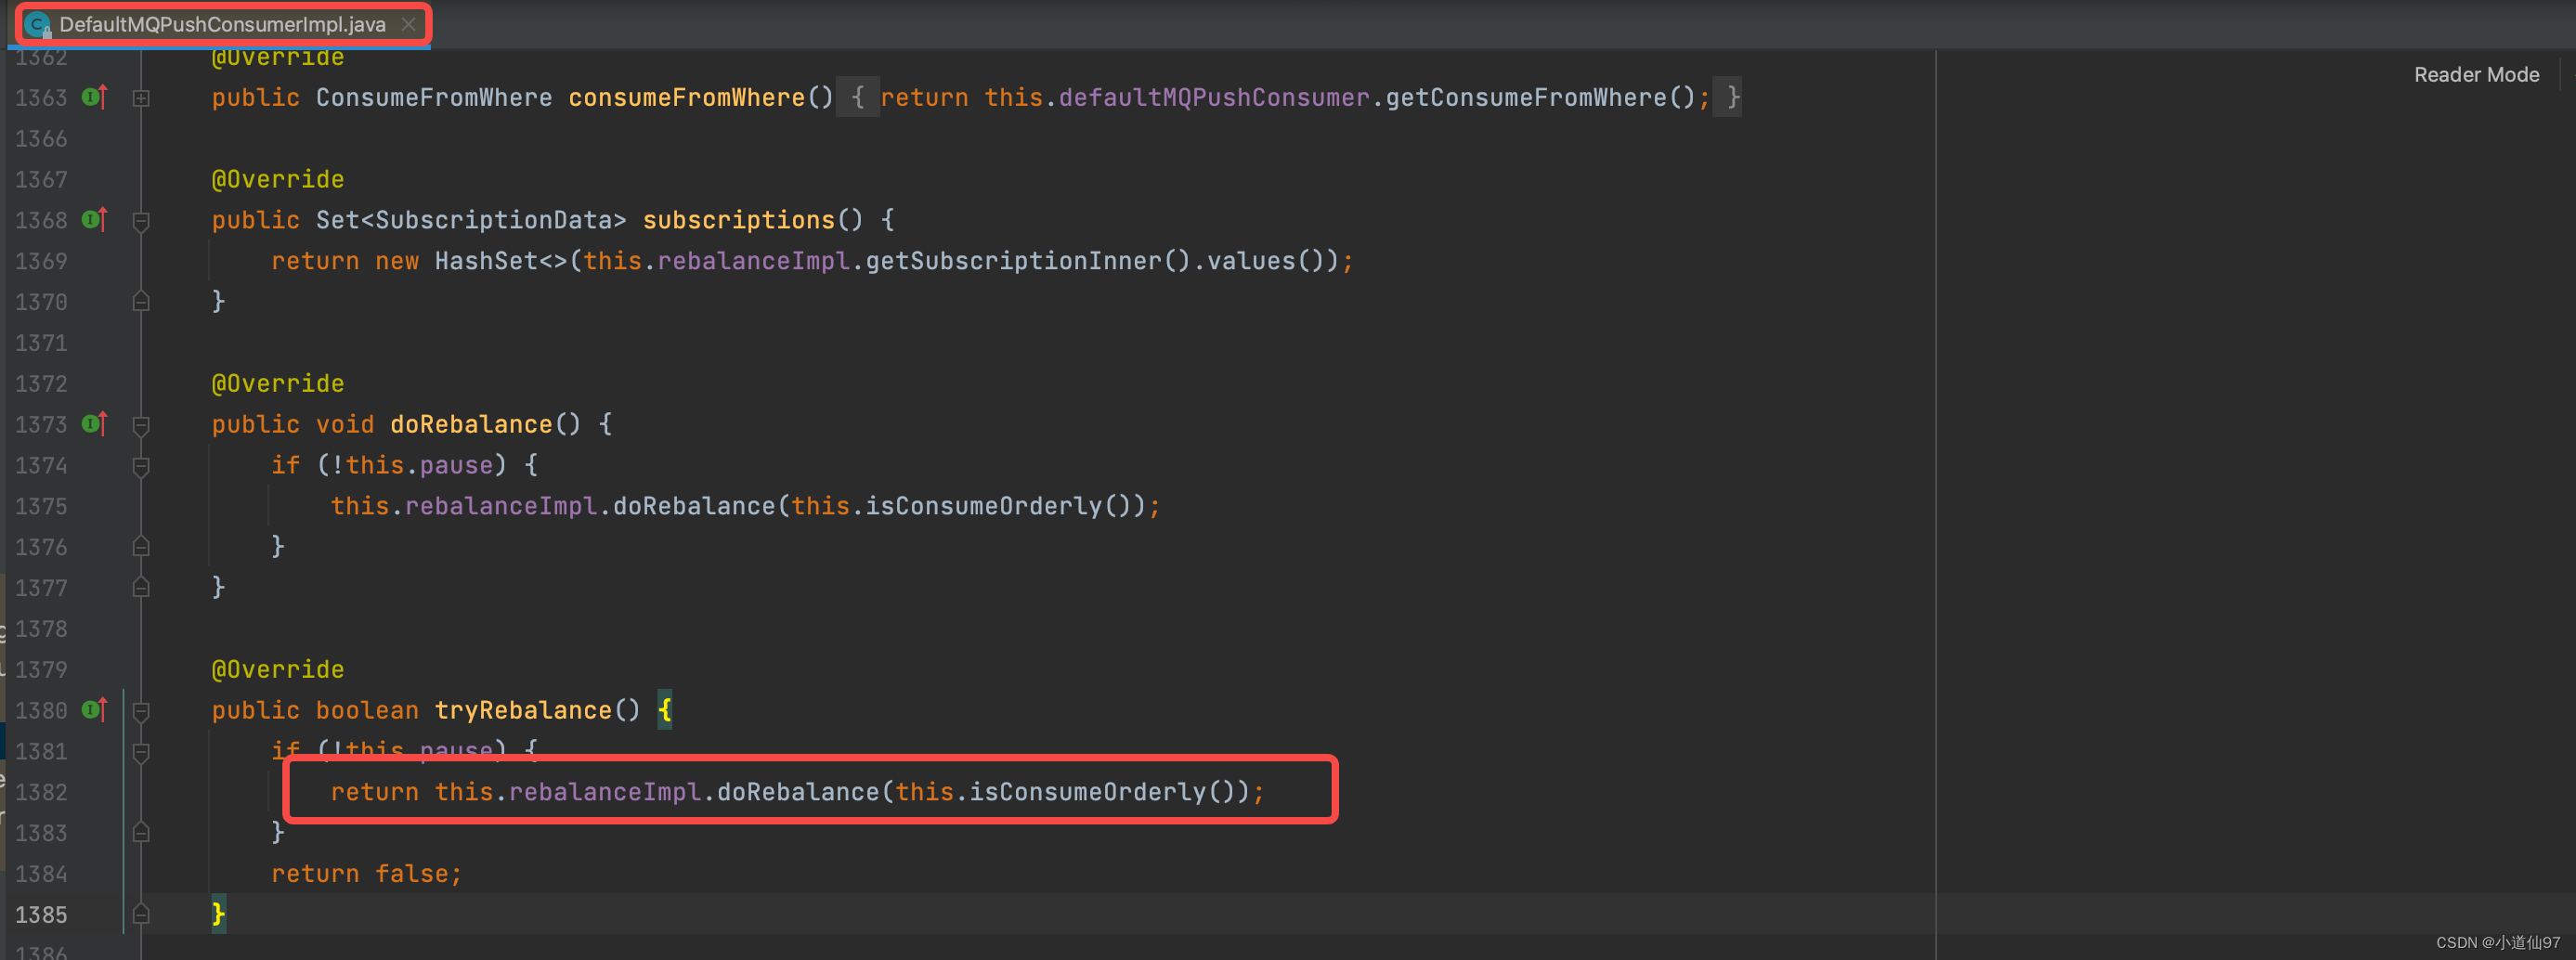 DefaultMQPushConsumerImpl.java
Reader Mode
1362 @Override
1363 public ConsumeFromWhere consumeFromWhere() { return this.defaultMQPushConsumer.getConsumeFromWhere(); }
1366
1367 @Override
1368 public Set<SubscriptionData> subscriptions() {
1369 return new HashSet<>(this.rebalanceImpl.getSubscriptionInner().values());
1370 }
1371
1372 @Override
1373 public void doRebalance() {
1374 if (!this.pause) {
1375 this.rebalanceImpl.doRebalance(this.isConsumeOrderly());
1376 }
1377 }
1378
1379 @Override
1380 public boolean tryRebalance() {
1381 if (!this.pause) {
1382 return this.rebalanceImpl.doRebalance(this.isConsumeOrderly());
1383 }
1384 return false;
1385 }
1386
CSDN @小道仙97